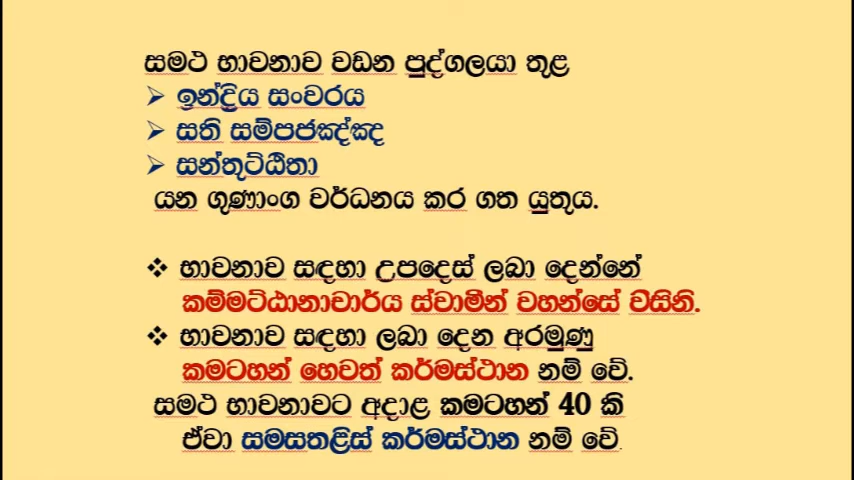 සමථ භාවනාව වඩන පුද්ගලයා තුළ
➢ ඉන්ද්‍රිය සංවරය
➢ සති සම්පජඤ්ඤ
➢ සන්තුට්ඨිතා
යන ගුණාංග වර්ධනය කර ගත යුතුය.
❖ භාවනාව සඳහා උපදෙස් ලබා දෙන්නේ
කම්මට්ඨානාචාර්ය ස්වාමීන් වහන්සේ විසිනි.
❖ භාවනාව සඳහා ලබා දෙන අරමුණු
කමටහන් හෙවත් කර්මස්ථාන නම් වේ.
සමථ භාවනාවට අදාළ කමටහන් 40 කි
ඒවා සමසතළිස් කර්මස්ථාන නම් වේ.